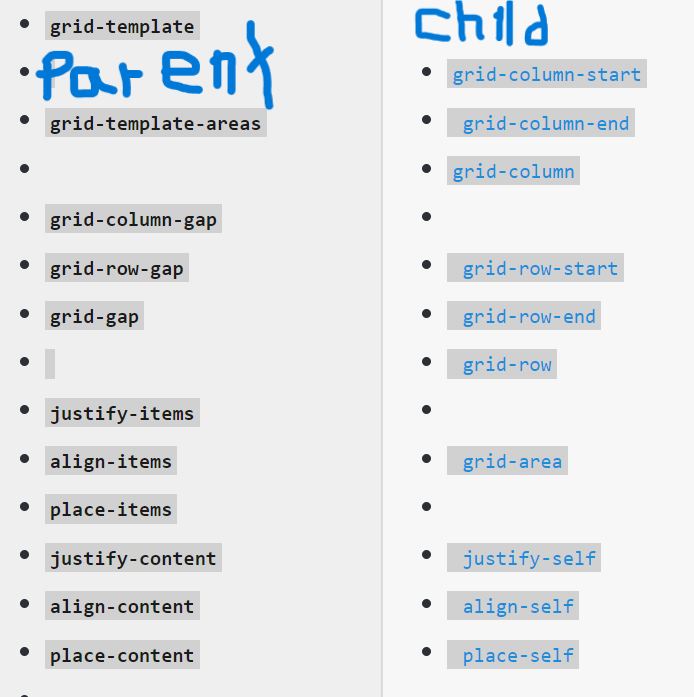 grid-template
Parent
grid-template-areas
grid-column-gap
grid-row-gap
grid-gap
justify-items
align-items
place-items
justify-content
align-content
place-content
child
grid-column-start
grid-column-end
grid-column
grid-row-start
grid-row-end
grid-row
grid-area
justify-self
align-self
place-self